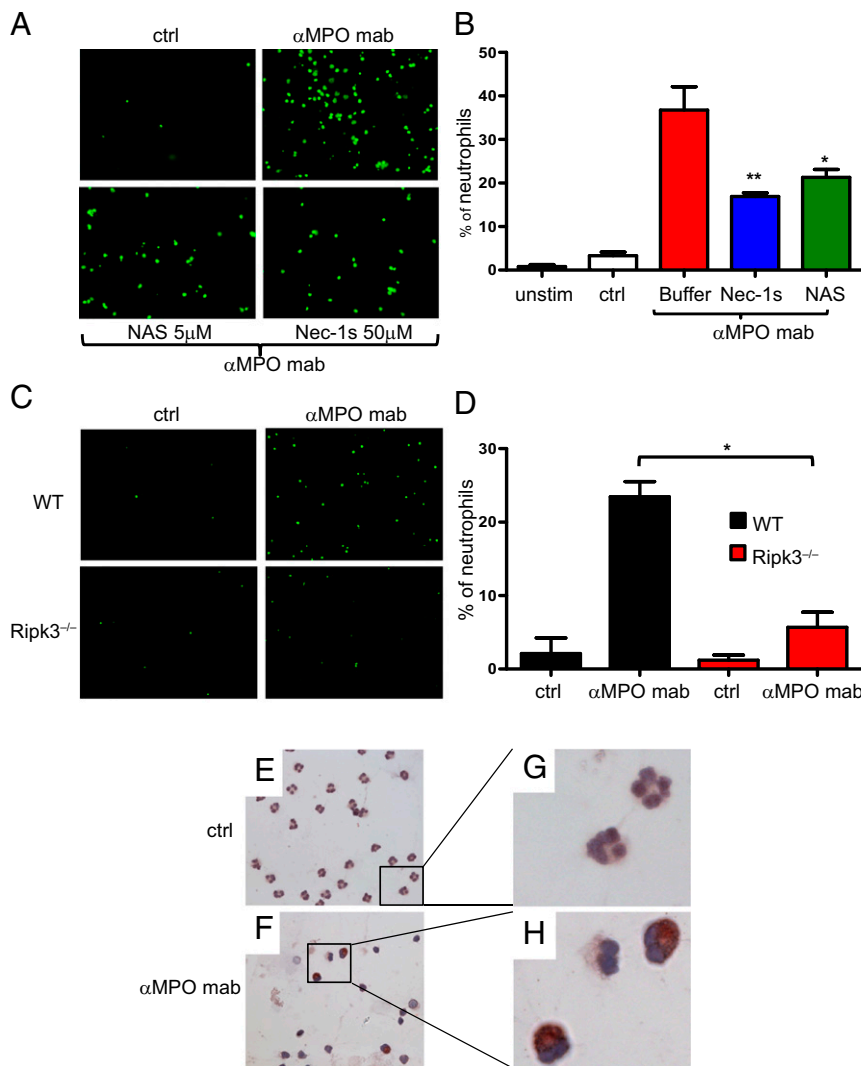 A
ctrl
αMPO mab
NAS 5μM
Nec-1s 50μM
αMPO mab
B
% of neutrophils
50
40
30
20
10
0
**
*
unstim
ctrl
Buffer
Nec-1s
NAS
αMPO mab
C
ctrl
αMPO mab
WT
Ripk3⁻/⁻
D
% of neutrophils
30
20
10
0
*
WT
Ripk3⁻/⁻
ctrl
αMPO mab
ctrl
αMPO mab
E
ctrl
G
F
αMPO mab
H